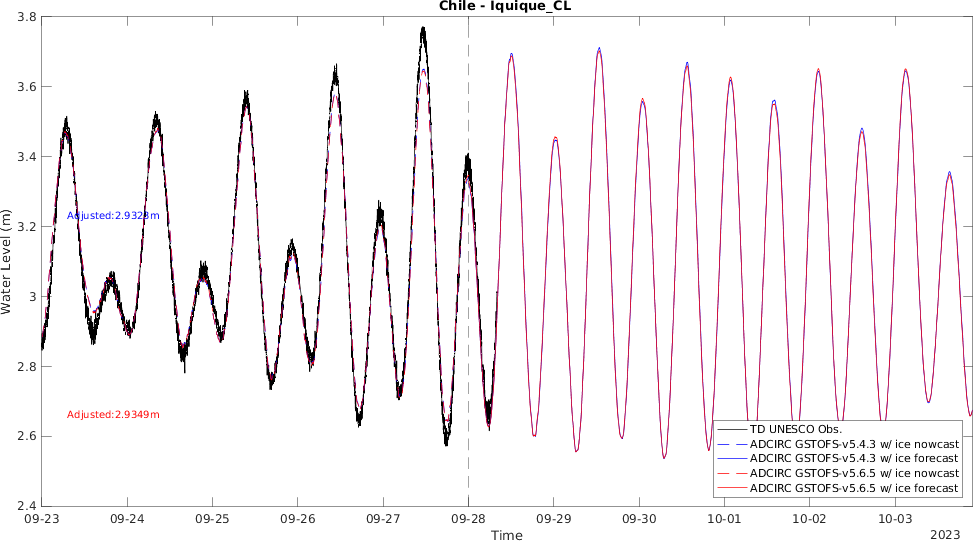 Chile - Iquique_CL
3.8
3.6
3.4
3.2
3
2.8
2.6
2.4
Water Level (m)
Adjusted:2.9323m
Adjusted:2.9349m
TD UNESCO Obs.
ADCIRC GSTOFS-v5.4.3 w/ ice nowcast
ADCIRC GSTOFS-v5.4.3 w/ ice forecast
ADCIRC GSTOFS-v5.6.5 w/ ice nowcast
ADCIRC GSTOFS-v5.6.5 w/ ice forecast
09-23 09-24 09-25 09-26 09-27 09-28 09-29 09-30 10-01 10-02 10-03
Time
2023